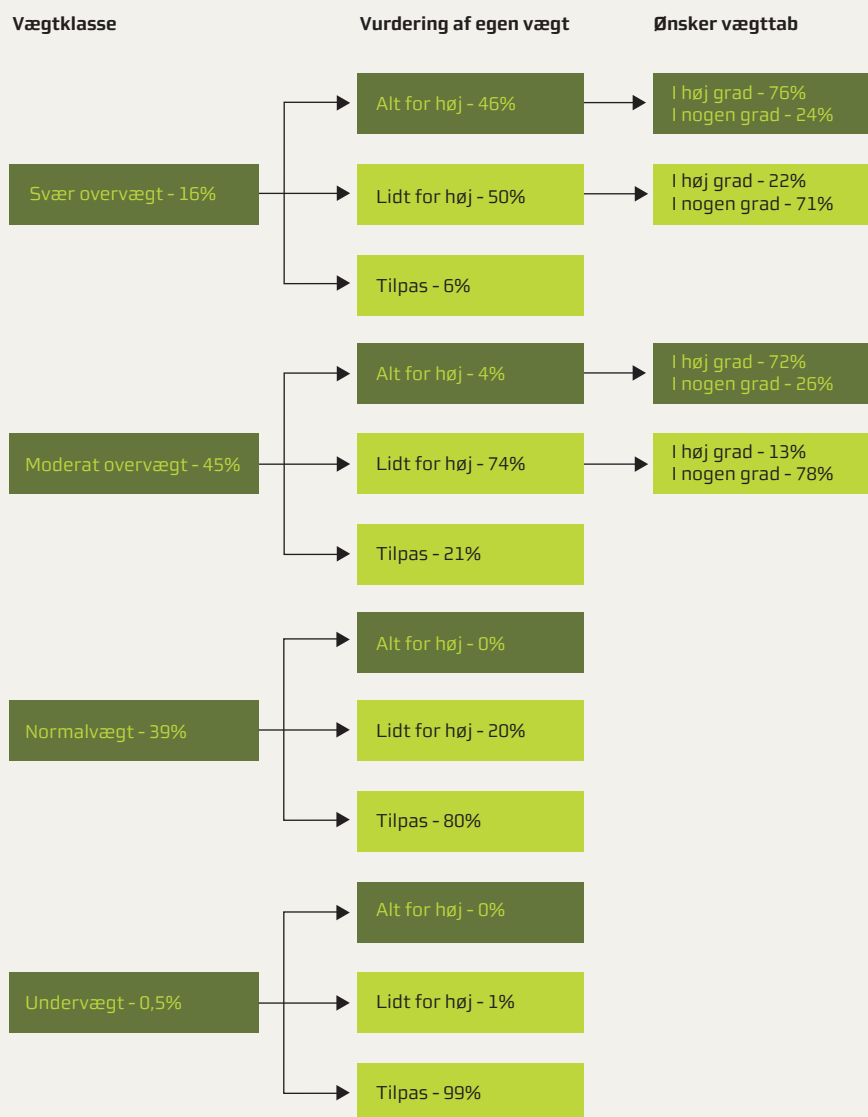 Vægtklasse
Vurdering af egen vægt
Ønsker vægttab
Svær overvægt - 16%
Alt for høj - 46%
I høj grad - 76%
I nogen grad - 24%
Lidt for høj - 50%
I høj grad - 22%
I nogen grad - 71%
Tilpas - 6%
Moderat overvægt - 45%
Alt for høj - 4%
I høj grad - 72%
I nogen grad - 26%
Lidt for høj - 74%
I høj grad - 13%
I nogen grad - 78%
Tilpas - 21%
Normalvægt - 39%
Alt for høj - 0%
Lidt for høj - 20%
Tilpas - 80%
Undervægt - 0,5%
Alt for høj - 0%
Lidt for høj - 1%
Tilpas - 99%